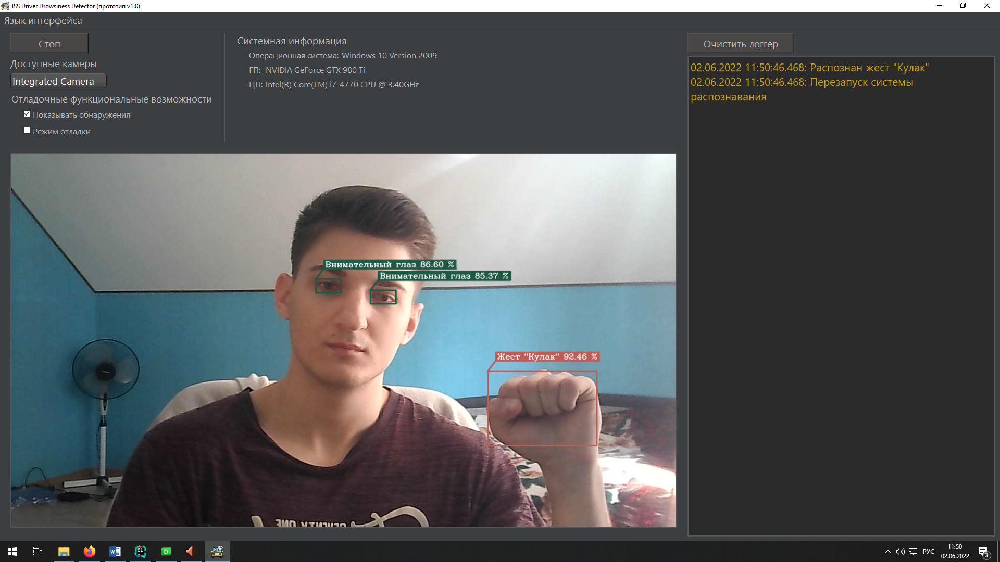 ISS Driver Drowsiness Detector (прототип v1.0)
Язык интерфейса
Стоп
Доступные камеры
Integrated Camera
Отладочные функциональные возможности
Показывать обнаружения
Режим отладки
Системная информация
Операционная система: Windows 10 Version 2009
ГП: NVIDIA GeForce GTX 980 Ti
ЦП: Intel(R) Core(TM) i7-4770 CPU @ 3.40GHz
Очистить логгер
02.06.2022 11:50:46.468: Распознан жест "Кулак"
02.06.2022 11:50:46.468: Перезапуск системы
распознавания
Внимательный глаз 86.60 %
Внимательный глаз 85.37 %
Жест "Кулак" 92.46 %
SEVENTY ONE
W
CL
D
РУС
11:50
02.06.2022
3